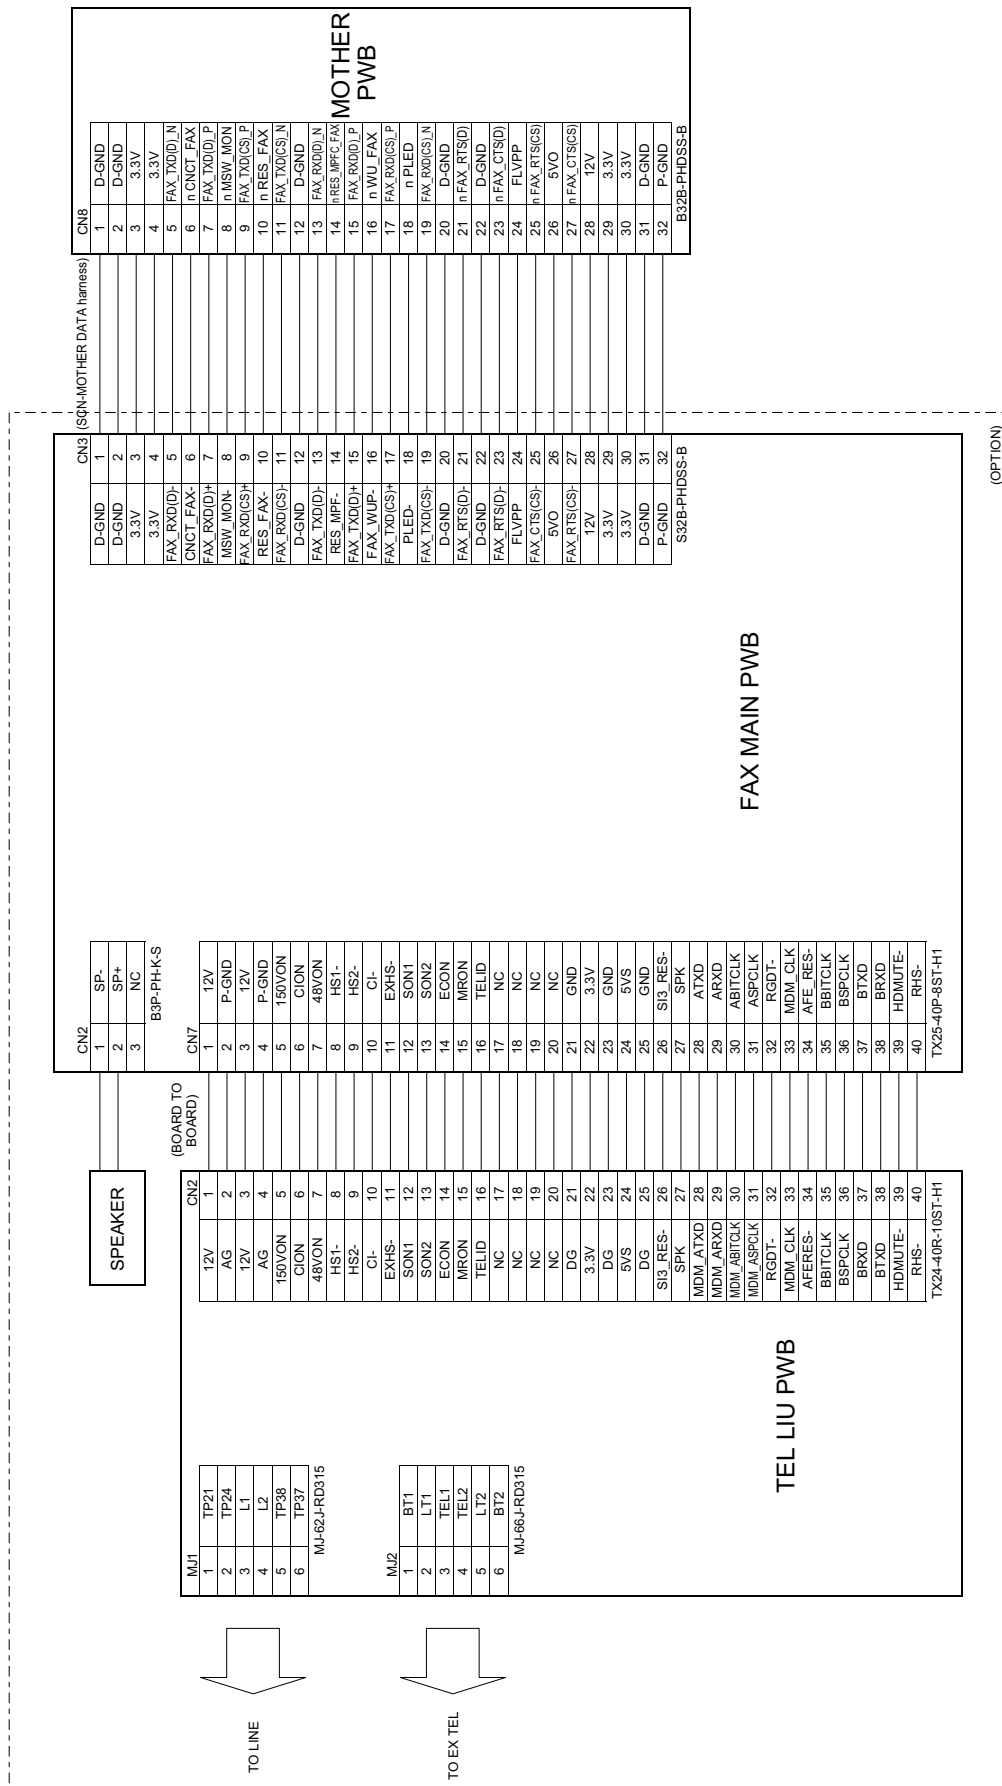 MOTHER
PWB
CN8
1 D-GND
2 D-GND
3 3.3V
4 3.3V
5 FAX_TXD(D)_N
6 n CNCT_FAX
7 FAX_TXD(D)_P
8 n MSW_MON
9 FAX_TXD(CS)_P
10 n RES_FAX
11 FAX_TXD(CS)_N
12 D-GND
13 FAX_RXD(D)_N
14 n RES_MPFC_FAX
15 FAX_RXD(D)_P
16 n WU_FAX
17 FAX_RXD(CS)_P
18 n PLED
19 FAX_RXD(CS)_N
20 D-GND
21 n FAX_RTS(D)
22 D-GND
23 n FAX_CTS(D)
24 FLVPP
25 n FAX_RTS(CS)
26 5VO
27 n FAX_CTS(CS)
28 12V
29 3.3V
30 3.3V
31 D-GND
32 P-GND
B32B-PHDSS-B
(SCN-MOTHER DATA harness)
CN3
1 D-GND
2 D-GND
3 3.3V
4 3.3V
5 FAX_RXD(D)-
6 CNCT_FAX-
7 FAX_RXD(D)+
8 MSW_MON-
9 FAX_RXD(CS)+
10 RES_FAX-
11 FAX_RXD(CS)-
12 D-GND
13 FAX_TXD(D)-
14 RES_MPF-
15 FAX_TXD(D)+
16 FAX_WUP-
17 FAX_TXD(CS)+
18 PLED-
19 FAX_TXD(CS)-
20 D-GND
21 FAX_RTS(D)-
22 D-GND
23 FAX_RTS(D)-
24 FLVPP
25 FAX_CTS(CS)-
26 5VO
27 FAX_RTS(CS)-
28 12V
29 3.3V
30 3.3V
31 D-GND
32 P-GND
S32B-PHDSS-B
(OPTION)
FAX MAIN PWB
CN2
1 SP-
2 SP+
3 NC
B3P-PH-K-S
CN7
1 12V
2 P-GND
3 12V
4 P-GND
5 150VON
6 CION
7 48VON
8 HS1-
9 HS2-
10 CI-
11 EXHS-
12 SON1
13 SON2
14 ECON
15 MRON
16 TELID
17 NC
18 NC
19 NC
20 NC
21 GND
22 3.3V
23 GND
24 5VS
25 GND
26 SI3_RES-
27 SPK
28 ATXD
29 ARXD
30 ABITCLK
31 ASPCLK
32 RGDT-
33 MDM_CLK
34 AFE_RES-
35 BBITCLK
36 BSPCLK
37 BTXD
38 BRXD
39 HDMUTE-
40 RHS-
TX25-40P-8ST-H1
(BOARD TO
BOARD)
SPEAKER
CN2
1 12V
2 AG
3 12V
4 AG
5 150VON
6 CION
7 48VON
8 HS1-
9 HS2-
10 CI-
11 EXHS-
12 SON1
13 SON2
14 ECON
15 MRON
16 TELID
17 NC
18 NC
19 NC
20 NC
21 DG
22 3.3V
23 DG
24 5VS
25 DG
26 SI3_RES-
27 SPK
28 MDM_ATXD
29 MDM_ARXD
30 MDM_ABITCLK
31 MDM_ASPCLK
32 RGDT-
33 MDM_CLK
34 AFERES-
35 BBITCLK
36 BSPCLK
37 BRXD
38 BTXD
39 HDMUTE-
40 RHS-
TX24-40R-10ST-H1
TEL LIU PWB
MJ1
1 TP21
2 TP24
3 L1
4 L2
5 TP38
6 TP37
MJ-62J-RD315
MJ2
1 BT1
2 LT1
3 TEL1
4 TEL2
5 LT2
6 BT2
MJ-66J-RD315
TO LINE
TO EX TEL